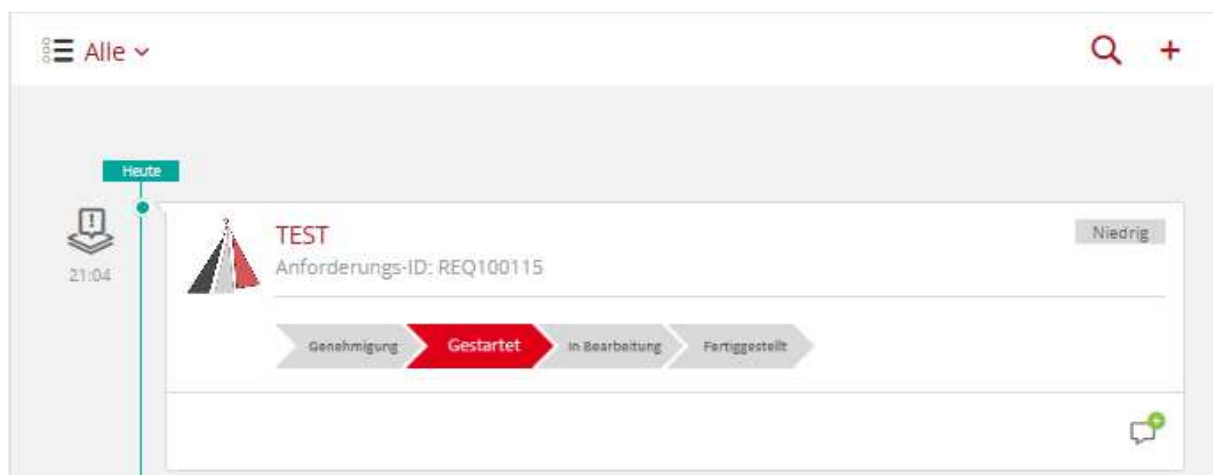 Alle
Heute
TEST
Niedrig
21:04
Anforderungs-ID: REQ100115
Genehmigung Gestartet In Bearbeitung Fertiggestellt